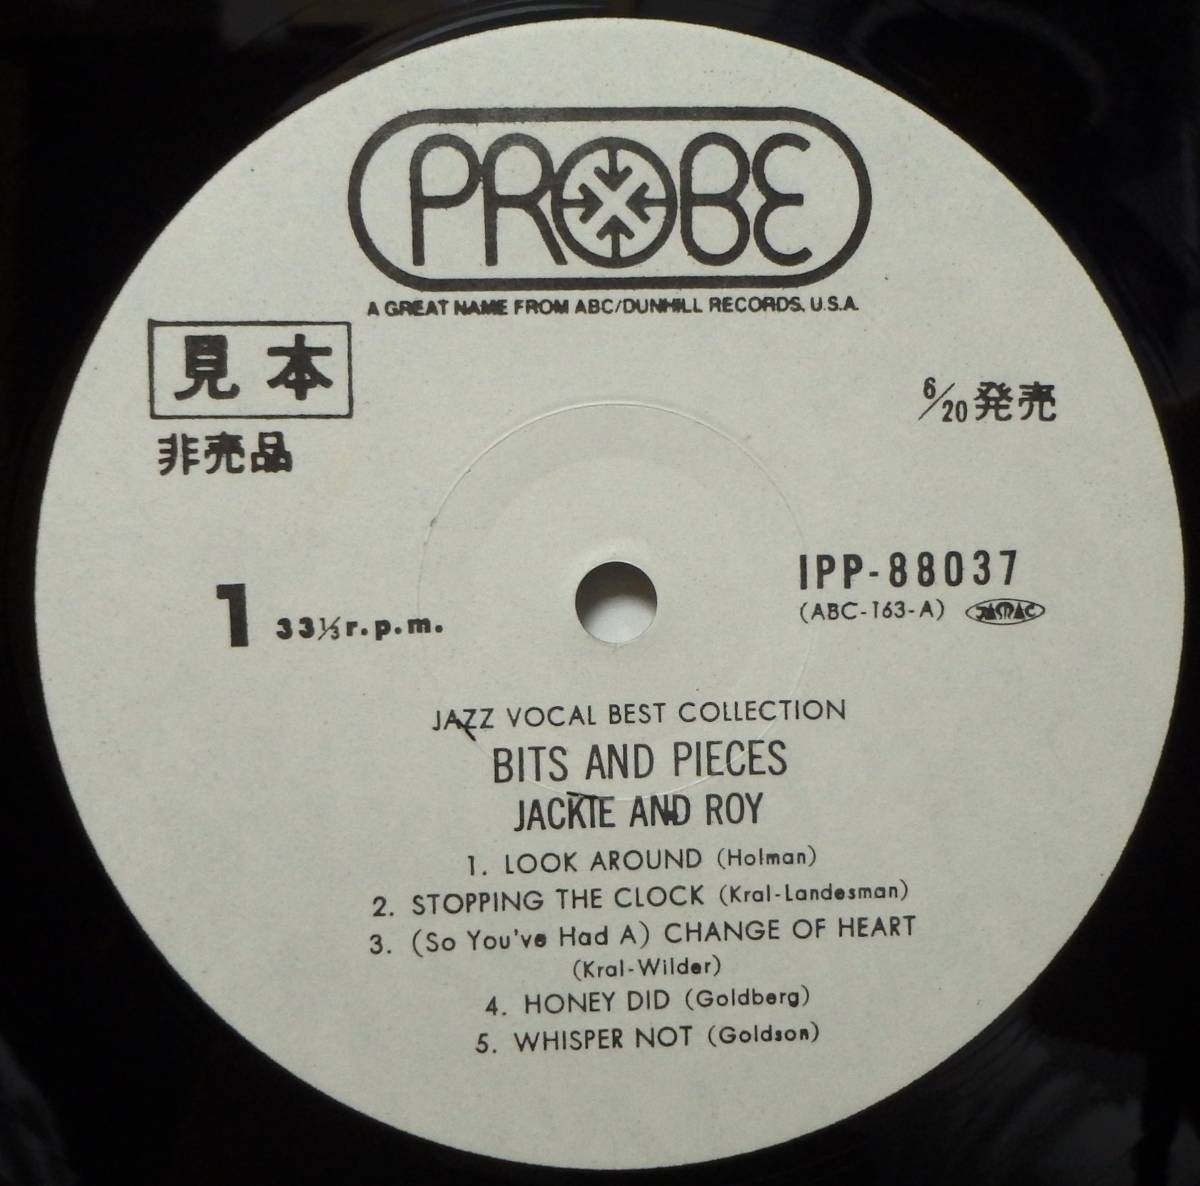 PROBE
A GREAT NAME FROM ABC/DUNHILL RECORDS, U.S.A.
見本
非売品
6/20 発売
1 33⅓ r.p.m.
IPP-88037
(ABC-163-A) JASRAC
JAZZ VOCAL BEST COLLECTION
BITS AND PIECES
JACKIE AND ROY
1. LOOK AROUND (Holman)
2. STOPPING THE CLOCK (Kral-Landesman)
3. (So You've Had A) CHANGE OF HEART
(Kral-Wilder)
4. HONEY DID (Goldberg)
5. WHISPER NOT (Goldson)